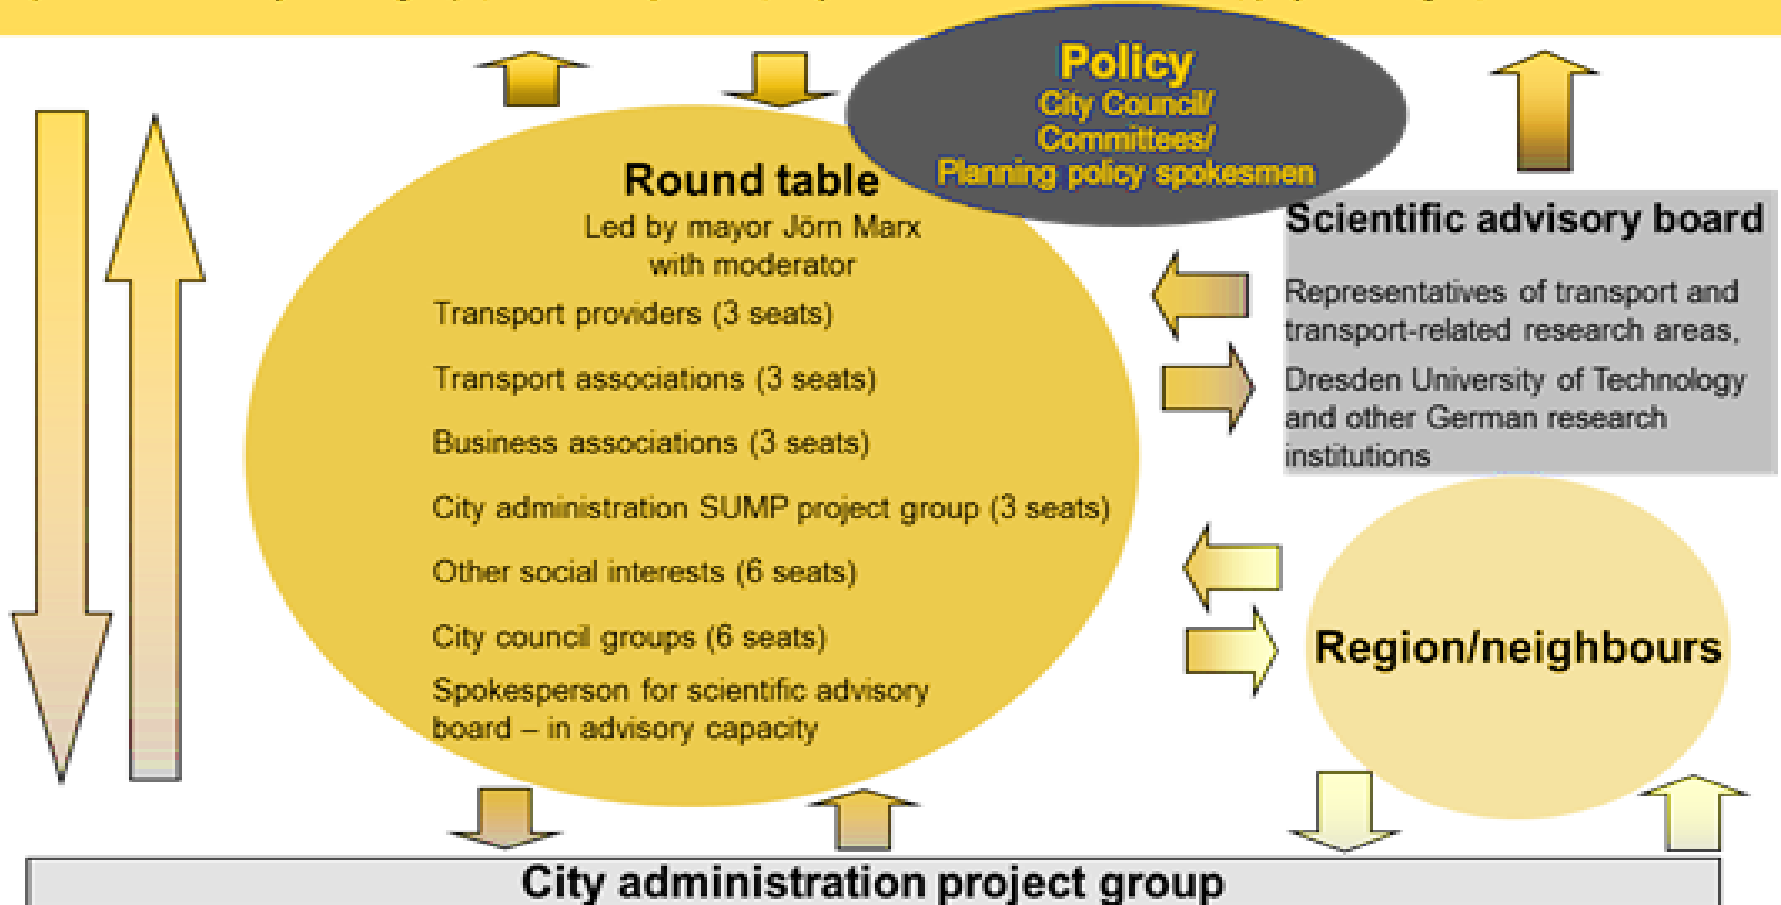 Policy
City Council/
Committees/
Planning policy spokesmen
Round table
Led by mayor Jörn Marx
with moderator
Transport providers (3 seats)
Transport associations (3 seats)
Business associations (3 seats)
City administration SUMP project group (3 seats)
Other social interests (6 seats)
City council groups (6 seats)
Spokesperson for scientific advisory
board – in advisory capacity
Scientific advisory board
Representatives of transport and
transport-related research areas,
Dresden University of Technology
and other German research
institutions
Region/neighbours
City administration project group